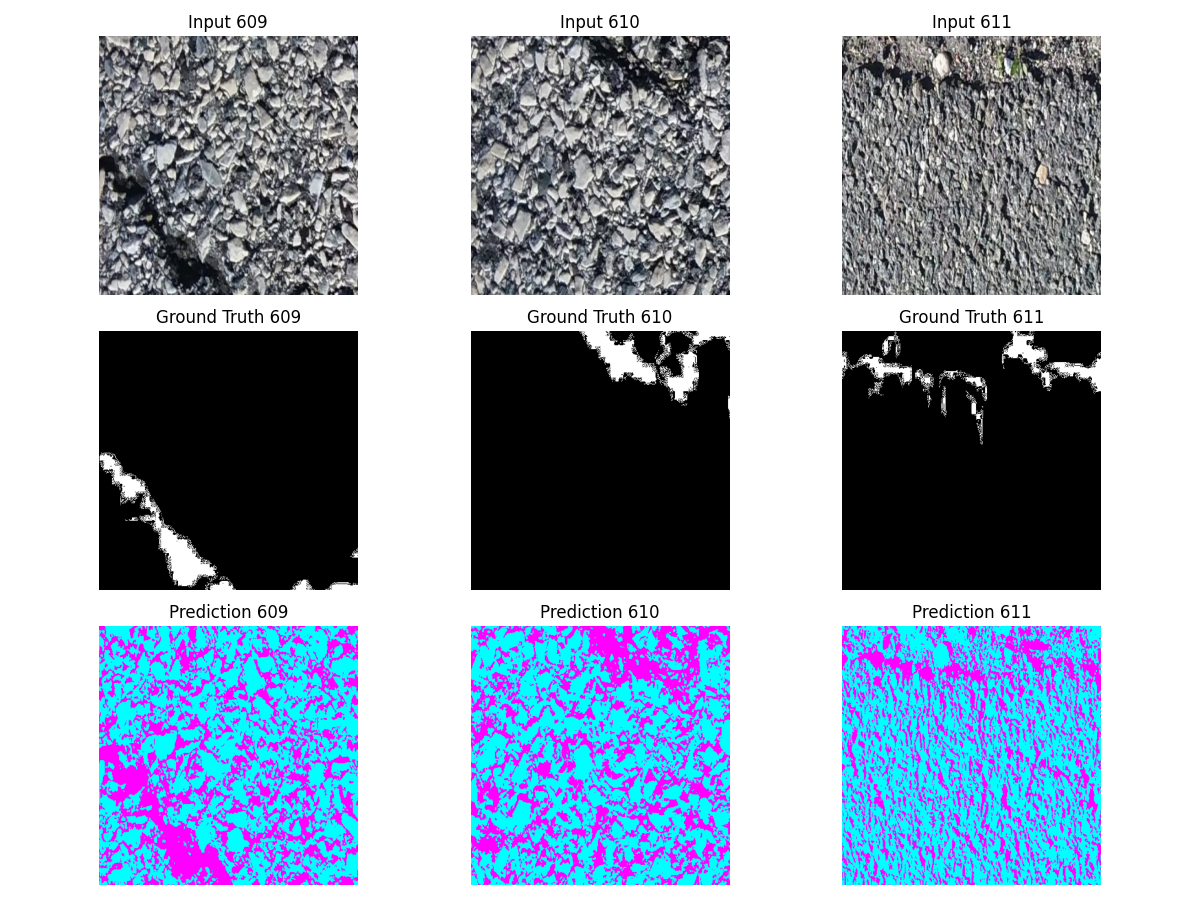 Input 609
Input 610
Input 611
Ground Truth 609
Ground Truth 610
Ground Truth 611
Prediction 609
Prediction 610
Prediction 611